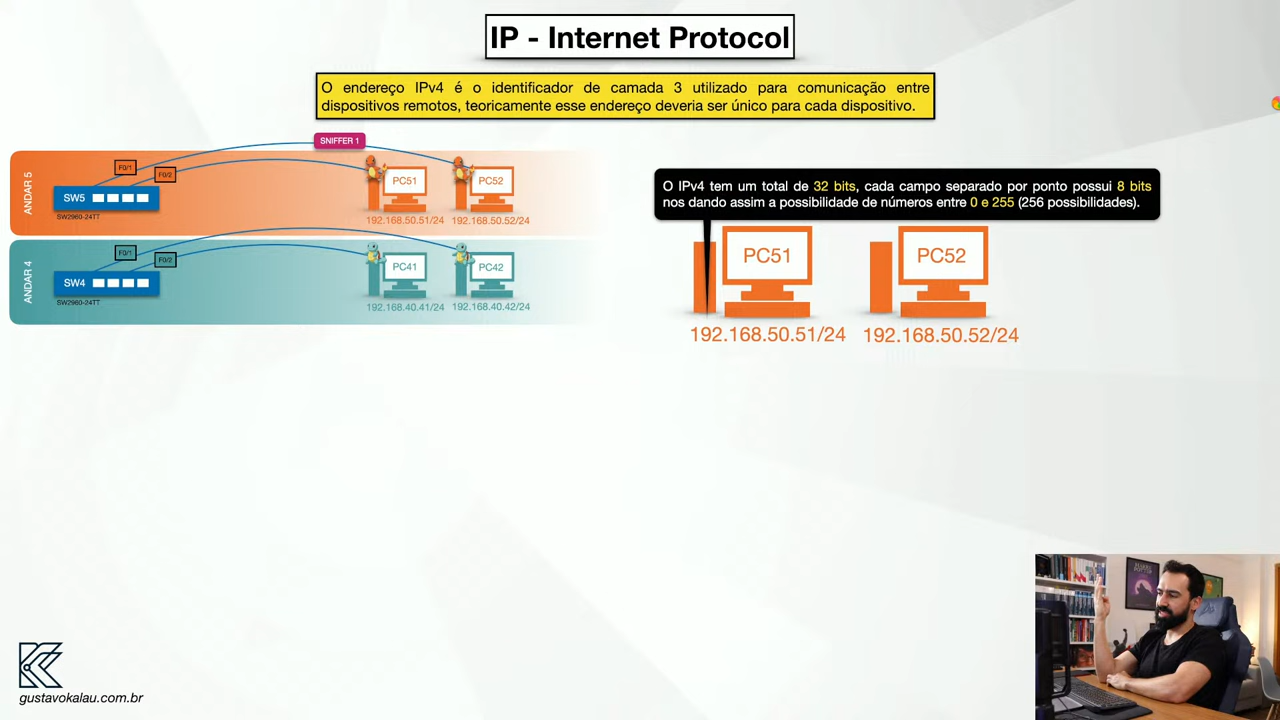 IP - Internet Protocol
O endereço IPv4 é o identificador de camada 3 utilizado para comunicação entre
dispositivos remotos, teoricamente esse endereço deveria ser único para cada dispositivo.
SNIFFER 1
ANDAR 5
F0/1
F0/2
SW5
SW2960-24TT
PC51
PC52
192.168.50.51/24
192.168.50.52/24
ANDAR 4
F0/1
F0/2
SW4
SW2960-24TT
PC41
PC42
192.168.40.41/24
192.168.40.42/24
O IPv4 tem um total de 32 bits, cada campo separado por ponto possui 8 bits
nos dando assim a possibilidade de números entre 0 e 255 (256 possibilidades).
PC51
PC52
192.168.50.51/24
192.168.50.52/24
gustavokalau.com.br